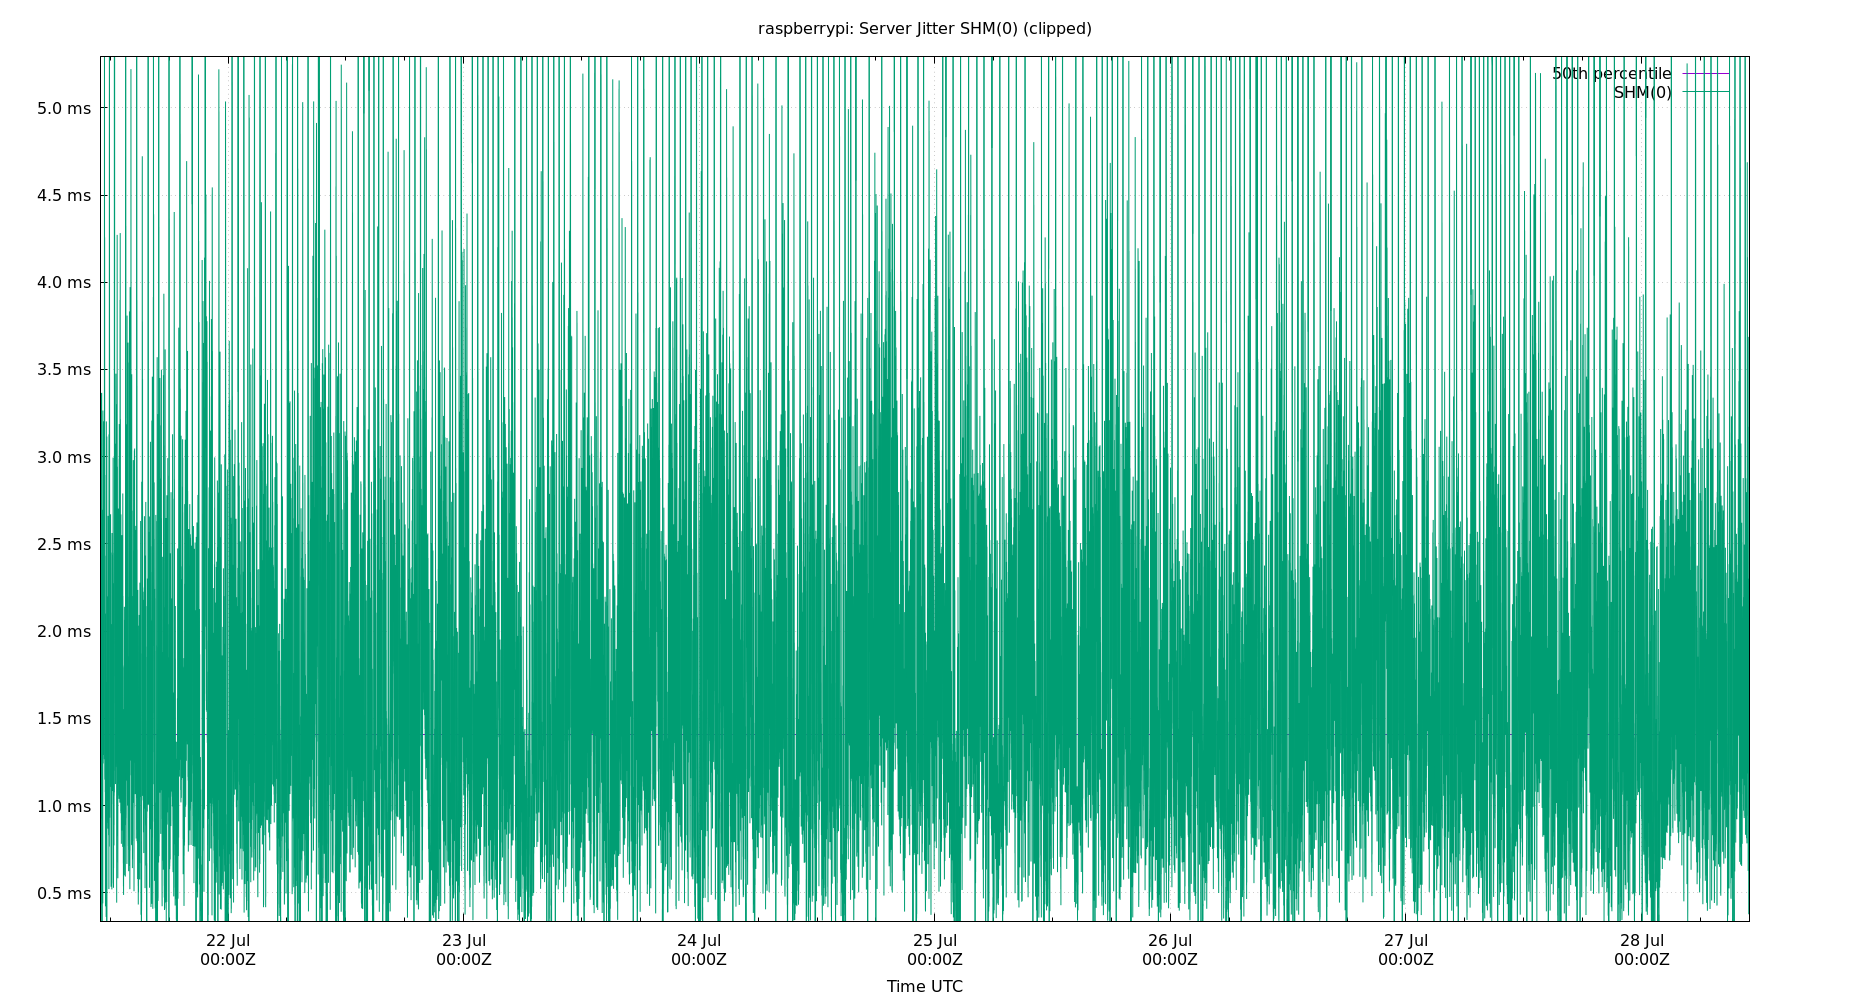 raspberrypi: Server Jitter SHM(0) (clipped)
50th percentile
SHM(0)
5.0 ms
4.5 ms
4.0 ms
3.5 ms
3.0 ms
2.5 ms
2.0 ms
1.5 ms
1.0 ms
0.5 ms
22 Jul 23 Jul 24 Jul 25 Jul 26 Jul 27 Jul 28 Jul
00:00Z 00:00Z 00:00Z 00:00Z 00:00Z 00:00Z 00:00Z
Time UTC